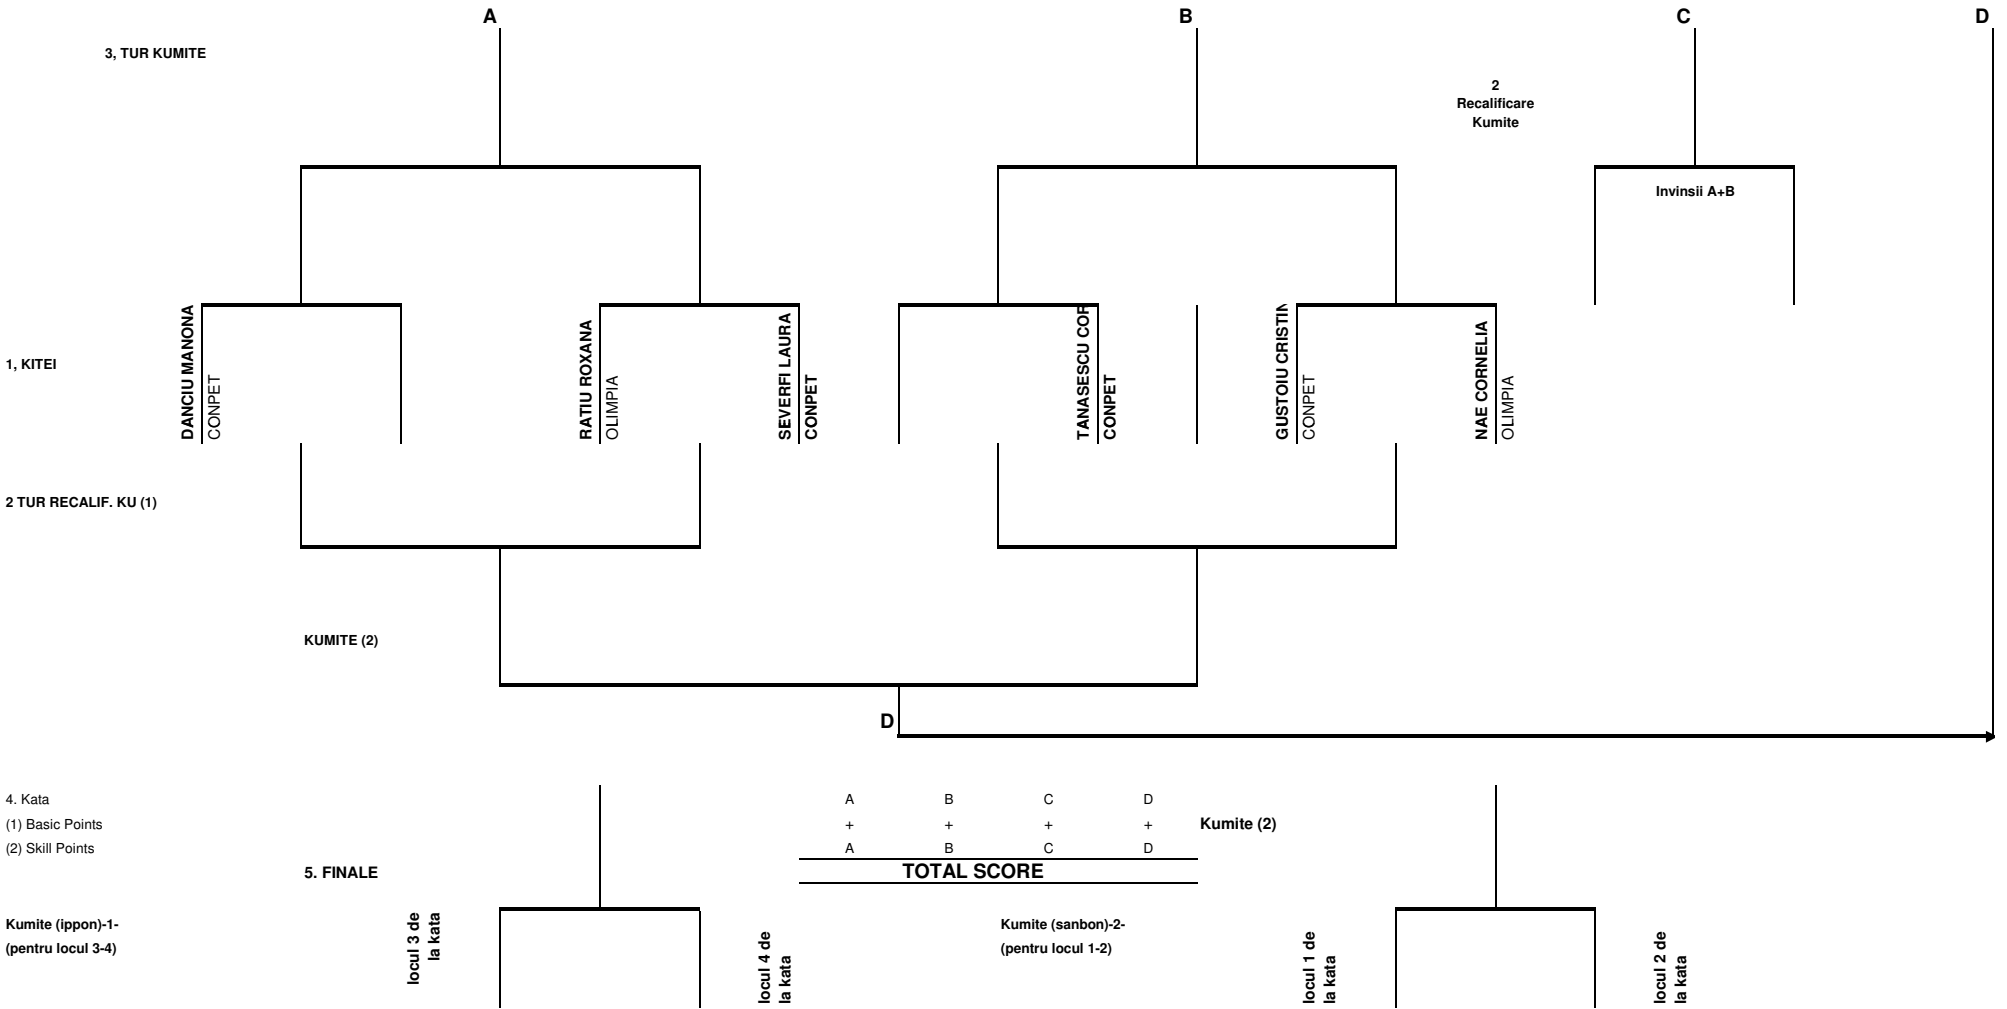 A
B
C
D
3, TUR KUMITE
2
Recalificare
Kumite
Invinsii A+B
1, KITEI
DANCIU MANONA
CONPET
RATIU ROXANA
OLIMPIA
SEVERFI LAURA
CONPET
TANASESCU COR
CONPET
GUSTOIU CRISTIN
CONPET
NAE CORNELIA
OLIMPIA
2 TUR RECALIF. KU (1)
KUMITE (2)
D
4. Kata
A B C D
(1) Basic Points
+ + + + Kumite (2)
(2) Skill Points
A B C D
5. FINALE
TOTAL SCORE
Kumite (ippon)-1-
(pentru locul 3-4)
locul 3 de
la kata
locul 4 de
la kata
Kumite (sanbon)-2-
(pentru locul 1-2)
locul 1 de
la kata
locul 2 de
la kata